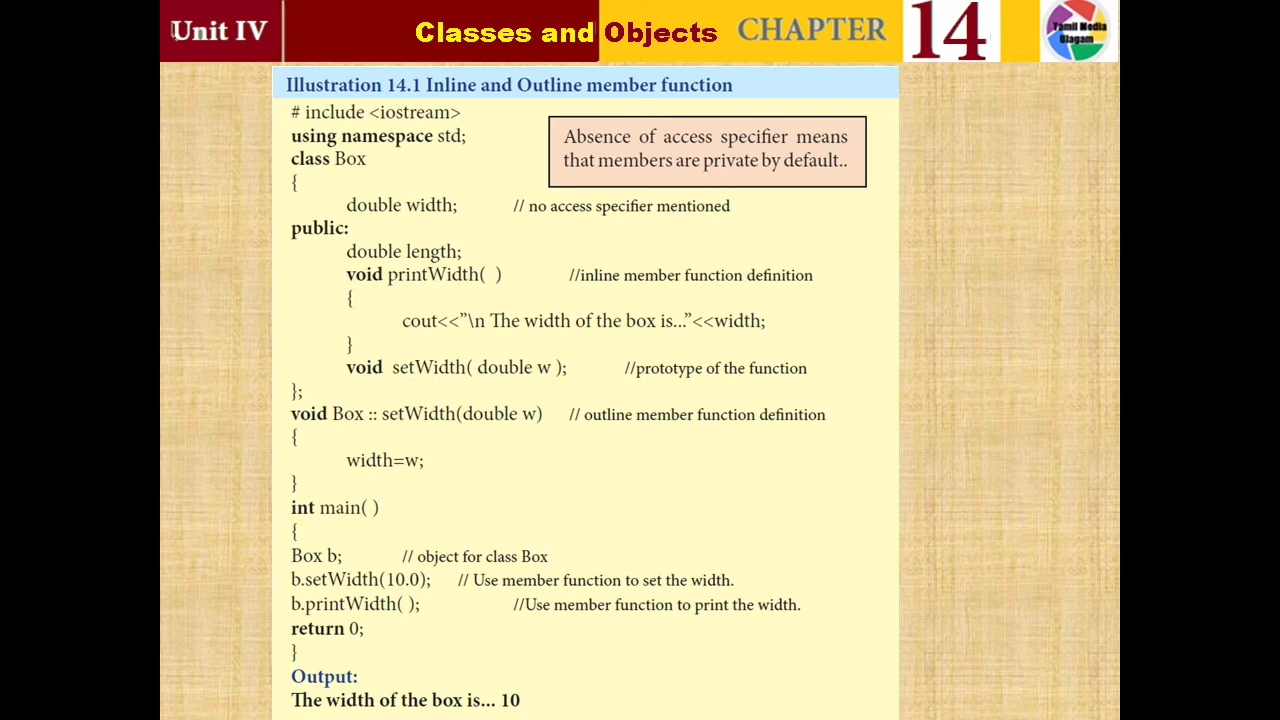 Unit IV
Classes and Objects
CHAPTER 14
Tamil Media
Ulagam
Illustration 14.1 Inline and Outline member function
# include <iostream>
using namespace std;
class Box
Absence of access specifier means
that members are private by default..
{
double width; // no access specifier mentioned
public:
double length;
void printWidth( ) //inline member function definition
{
cout<<”\n The width of the box is...”<<width;
}
void setWidth( double w ); //prototype of the function
};
void Box :: setWidth(double w) // outline member function definition
{
width=w;
}
int main( )
{
Box b; // object for class Box
b.setWidth(10.0); // Use member function to set the width.
b.printWidth( ); //Use member function to print the width.
return 0;
}
Output:
The width of the box is... 10